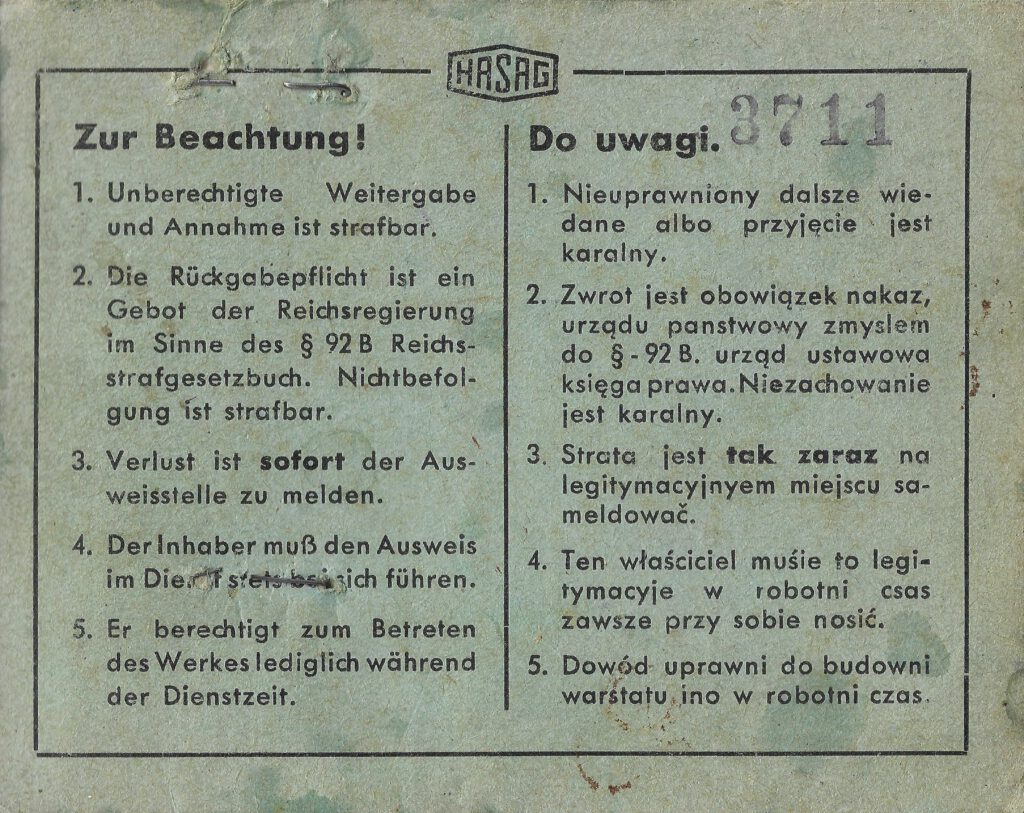 HASAG
3711
Zur Beachtung!
1. Unberechtigte Weitergabe
und Annahme ist strafbar.
2. Die Rückgabepflicht ist ein
Gebot der Reichsregierung
im Sinne des § 92 B Reichs-
strafgesetzbuch. Nichtbefol-
gung ist strafbar.
3. Verlust ist sofort der Aus-
weisstelle zu melden.
4. Der Inhaber muß den Ausweis
im stets bei sich führen.
5. Er berechtigt zum Betreten
des Werkes lediglich während
der Dienstzeit.
Do uwagi.
1. Nieuprawniony dalsze wie-
dane albo przyjęcie jest
karalny.
2. Zwrot jest obowiązek nakaz,
urządu panstwowy zmyslem
do § - 92 B. urząd ustawowa
księga prawa. Niezachowanie
jest karalny.
3. Strata jest tak zaraz na
legitymacyjnyem miejscu sa-
meldowač.
4. Ten właściciel muśie to legi-
tymacyje w robotni csas
zawsze przy sobie nosić.
5. Dowód uprawni do budowni
warstatu ino w robotni czas.